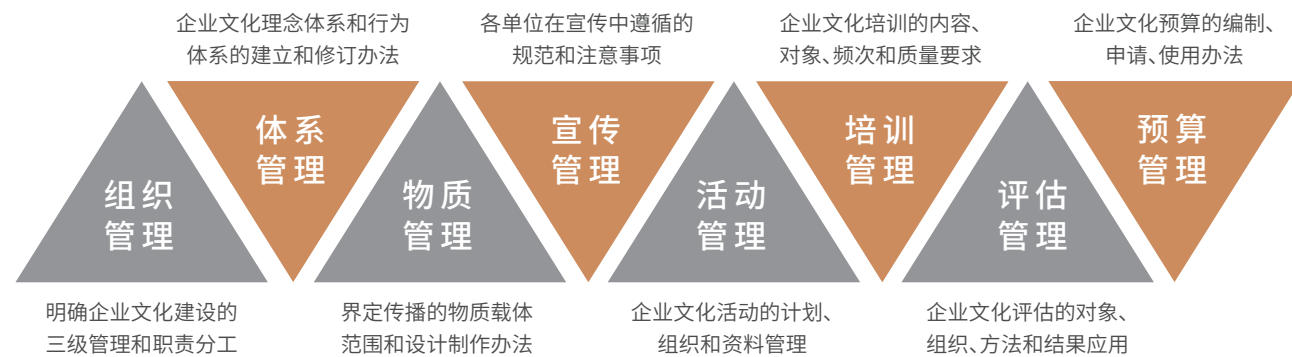 企业文化理念体系和行为
体系的建立和修订办法
各单位在宣传中遵循的
规范和注意事项
企业文化培训的内容、
对象、频次和质量要求
企业文化预算的编制、
申请、使用办法
组织
管理
体系
管理
物质
管理
宣传
管理
活动
管理
培训
管理
评估
管理
预算
管理
明确企业文化建设的
三级管理和职责分工
界定传播的物质载体
范围和设计制作办法
企业文化活动的计划、
组织和资料管理
企业文化评估的对象、
组织、方法和结果应用